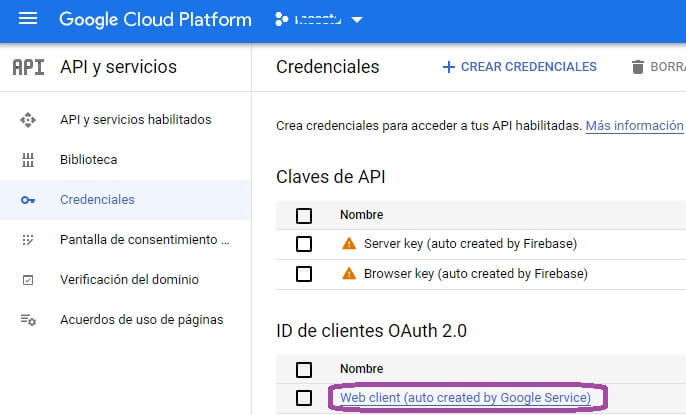 Google Cloud Platform
API API y servicios
Credenciales
+ CREAR CREDENCIALES
BORRA
API y servicios habilitados
Biblioteca
Credenciales
Pantalla de consentimiento ...
Verificación del dominio
Acuerdos de uso de páginas
Crea credenciales para acceder a tus API habilitadas. Más información
Claves de API
Nombre
Server key (auto created by Firebase)
Browser key (auto created by Firebase)
ID de clientes OAuth 2.0
Nombre
Web client (auto created by Google Service)